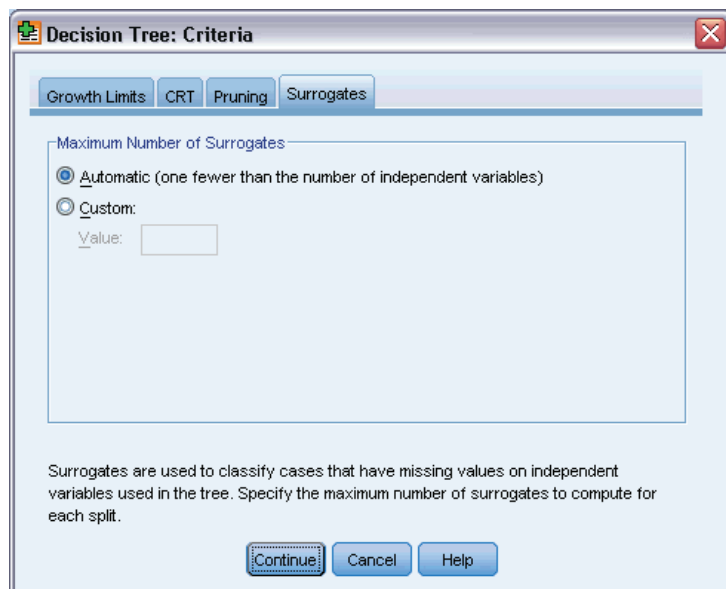 Decision Tree: Criteria
Growth Limits CRT Pruning Surrogates
Maximum Number of Surrogates
Automatic (one fewer than the number of independent variables)
Custom:
Value:
Surrogates are used to classify cases that have missing values on independent
variables used in the tree. Specify the maximum number of surrogates to compute for
each split.
Continue Cancel Help